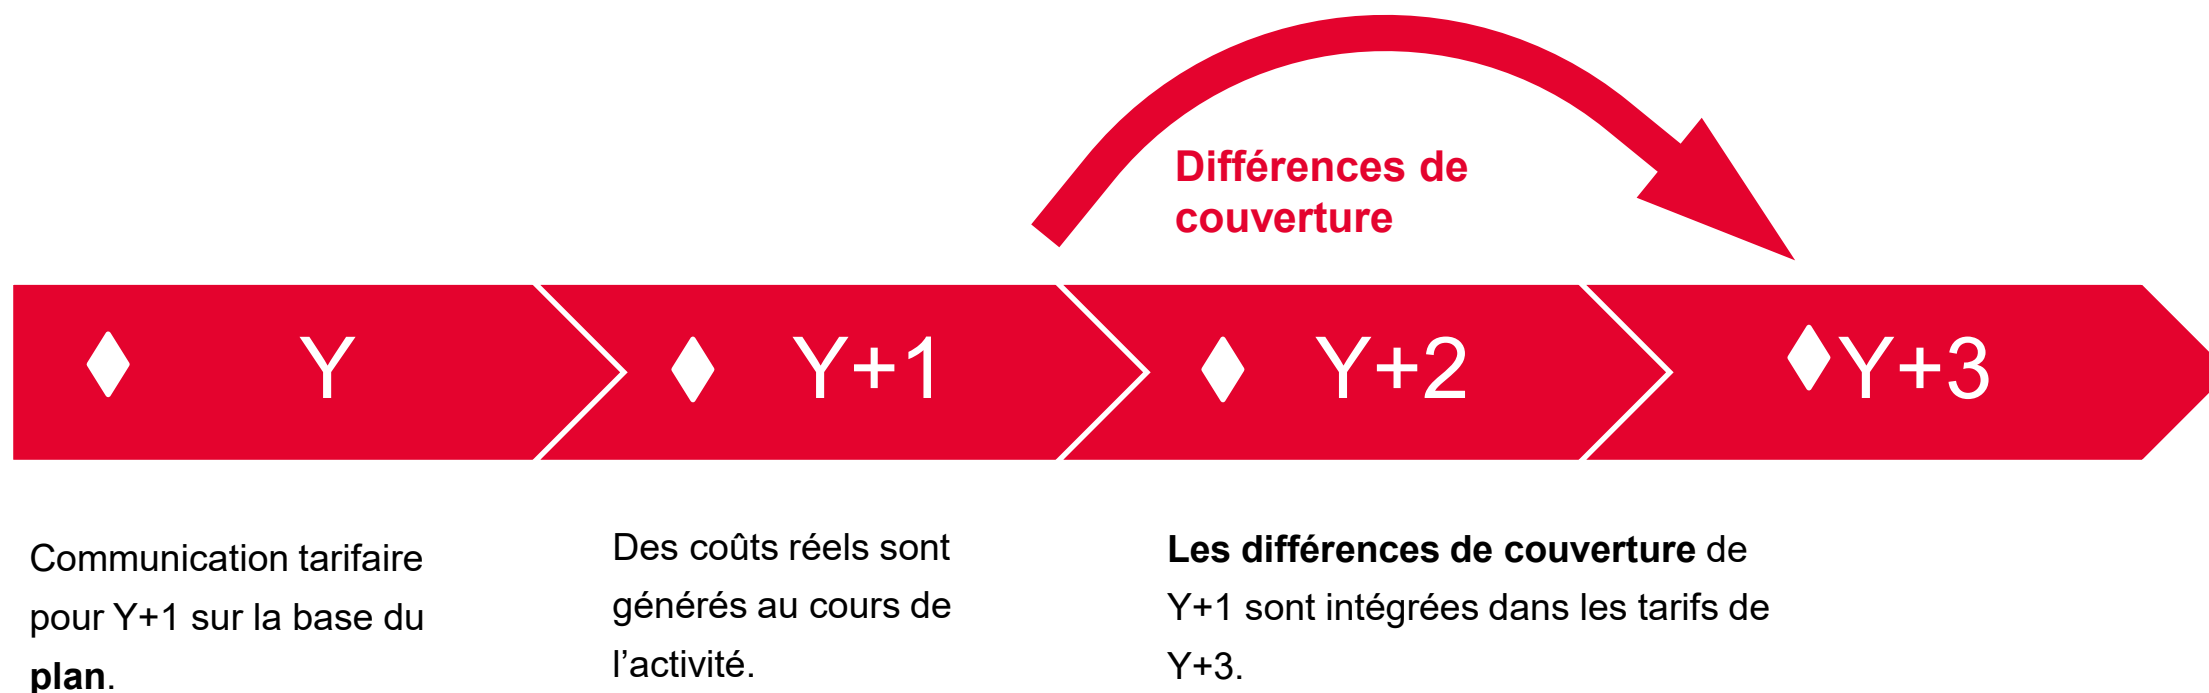 Différences de
couverture
Y
Y+1
Y+2
Y+3
Communication tarifaire
pour Y+1 sur la base du
plan.
Des coûts réels sont
générés au cours de
l’activité.
Les différences de couverture de
Y+1 sont intégrées dans les tarifs de
Y+3.